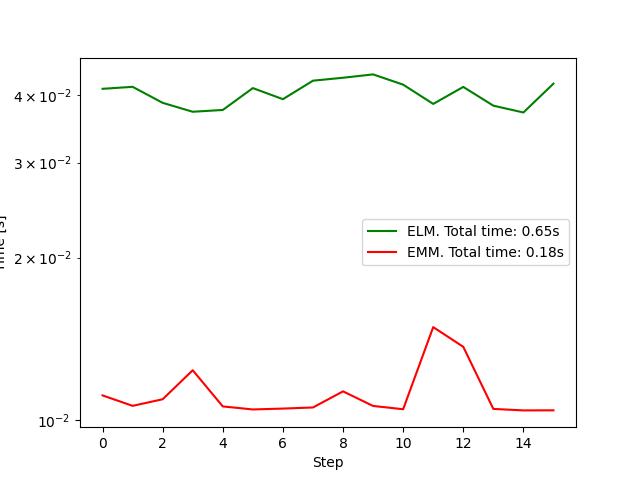 4 × 10⁻²
3 × 10⁻²
2 × 10⁻²
10⁻²
ELM. Total time: 0.65s
EMM. Total time: 0.18s
0 2 4 6 8 10 12 14
Step